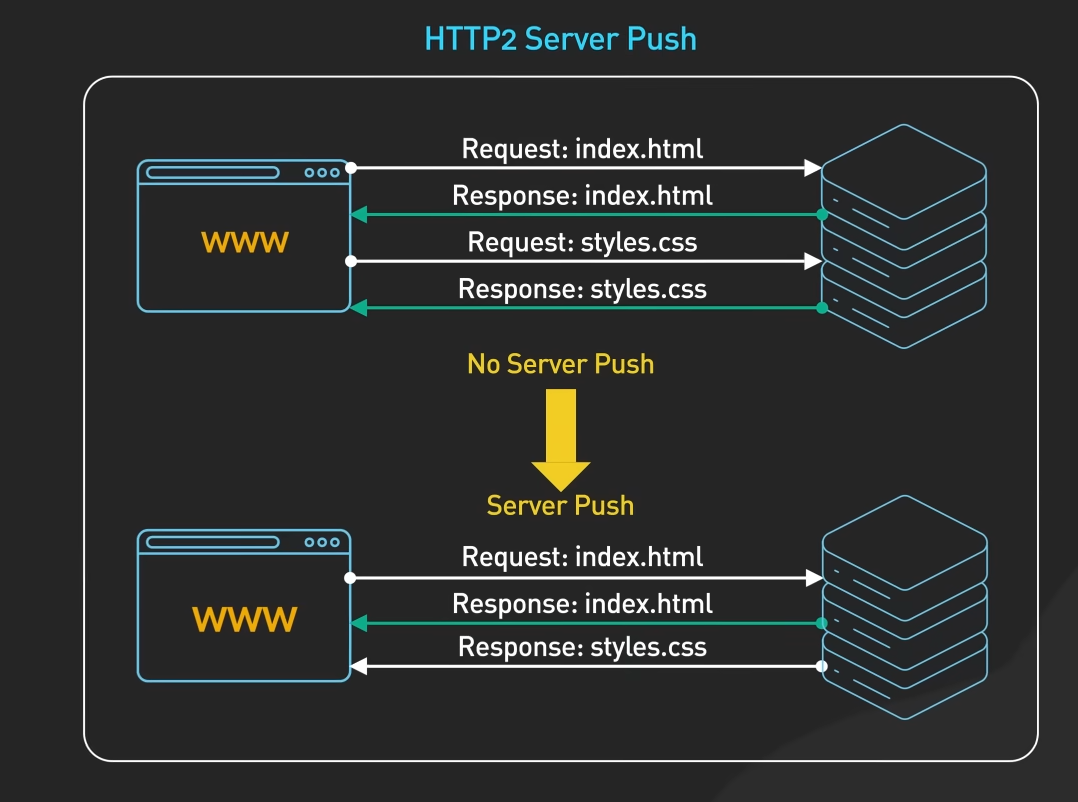 HTTP2 Server Push
Request: index.html
Response: index.html
WWW
Request: styles.css
Response: styles.css
No Server Push
Server Push
Request: index.html
Response: index.html
WWW
Response: styles.css